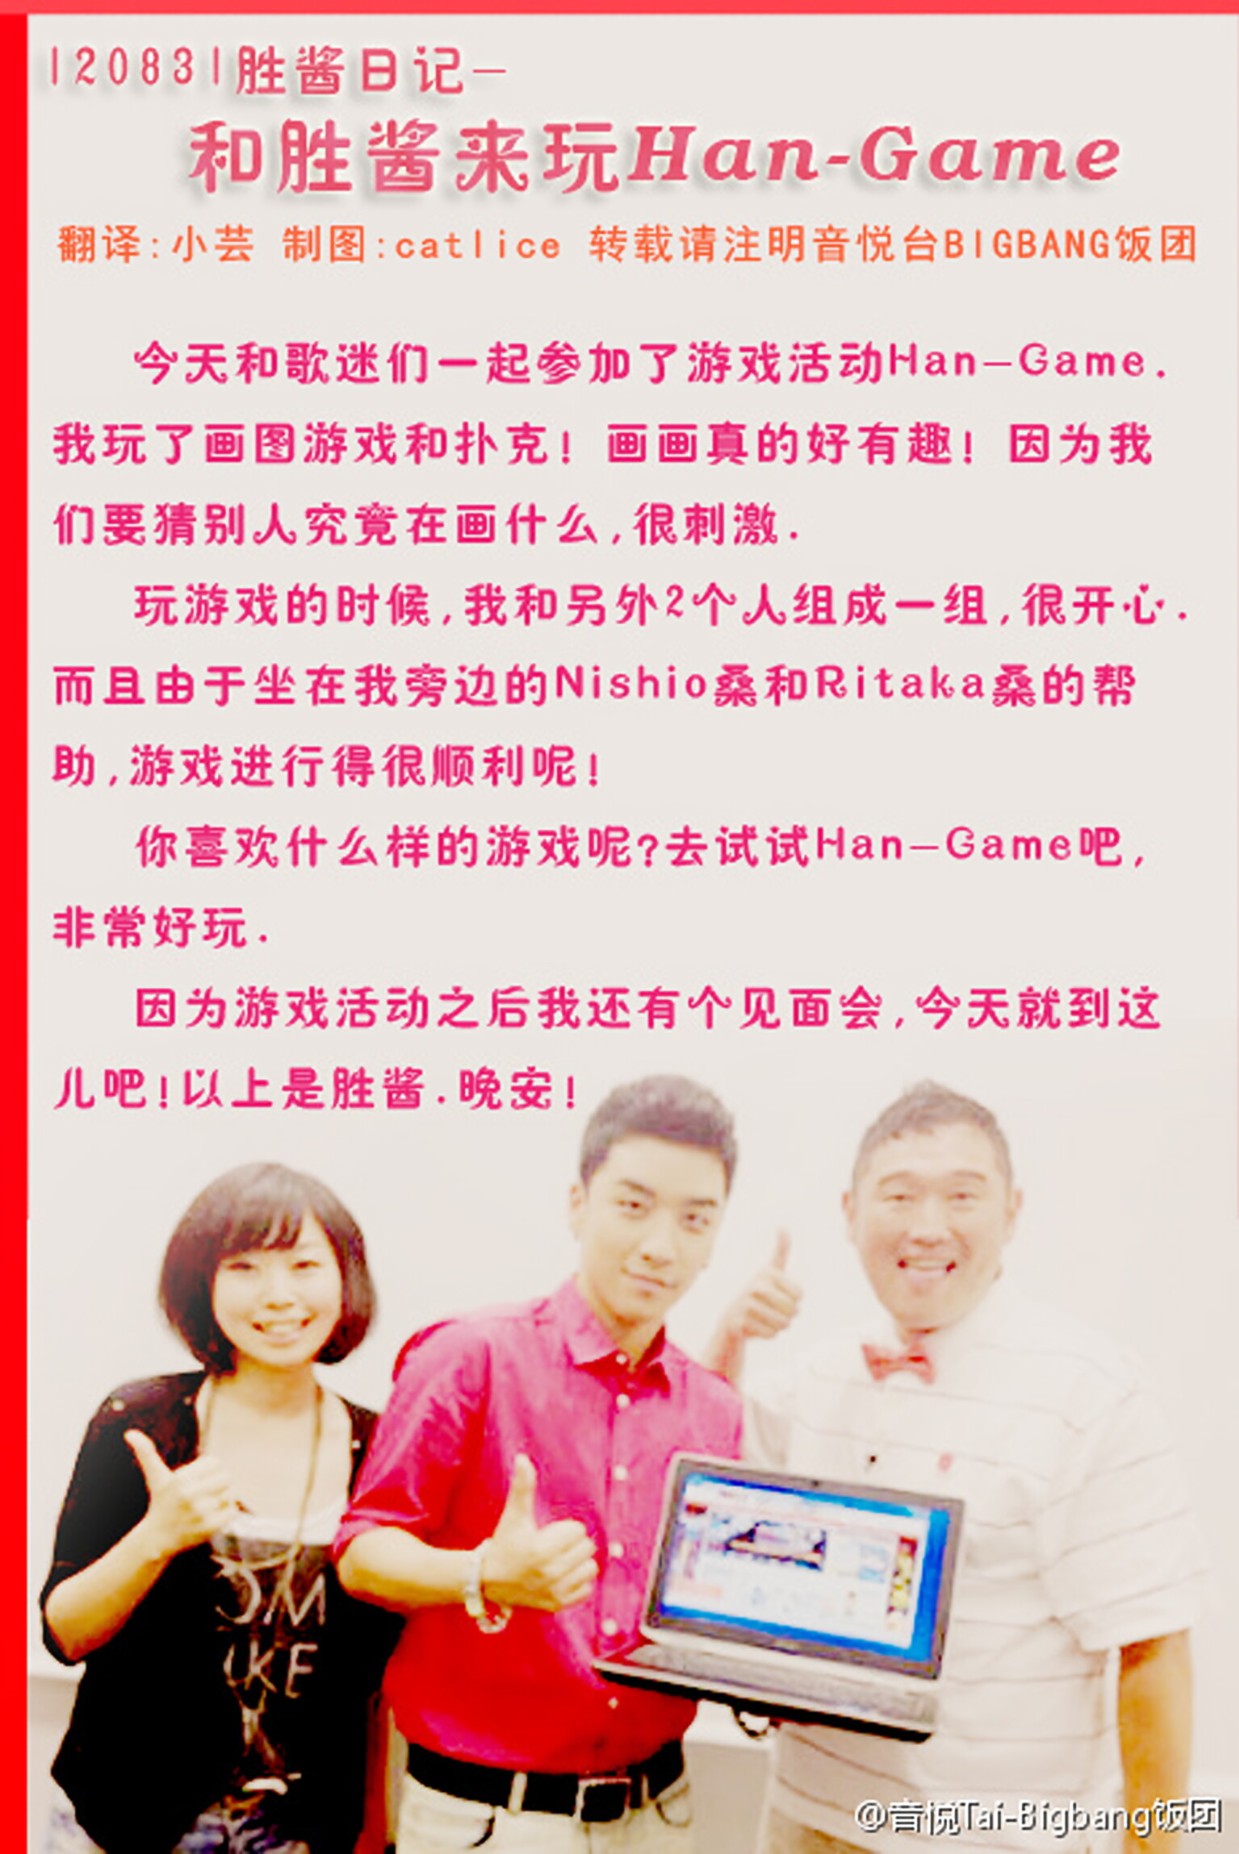 120831胜酱日记—
和胜酱来玩Han-Game
翻译:小芸 制图:catlice 转载请注明音悦台BIGBANG饭团
今天和歌迷们一起参加了游戏活动Han-Game.
我玩了画图游戏和扑克! 画画真的好有趣! 因为我
们要猜别人究竟在画什么,很刺激.
玩游戏的时候,我和另外2个人组成一组,很开心.
而且由于坐在我旁边的Nishio桑和Ritaka桑的帮
助,游戏进行得很顺利呢!
你喜欢什么样的游戏呢?去试试Han-Game吧,
非常好玩.
因为游戏活动之后我还有个见面会,今天就到这
儿吧!以上是胜酱.晚安!
@音悦Tai-Bigbang饭团